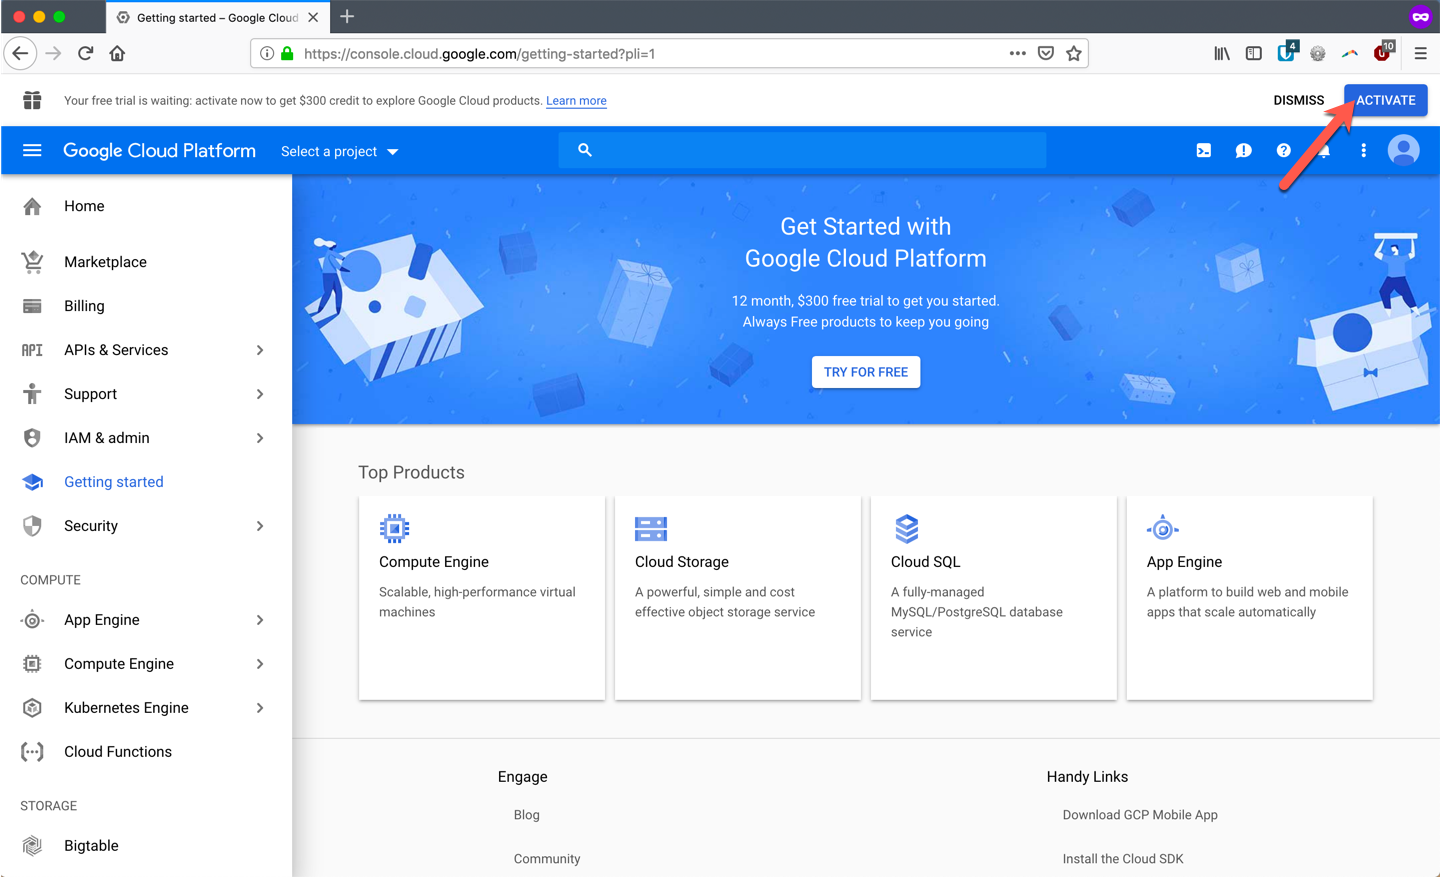 Getting started – Google Cloud
https://console.cloud.google.com/getting-started?pli=1
4
10
Your free trial is waiting: activate now to get $300 credit to explore Google Cloud products. Learn more
DISMISS
ACTIVATE
Google Cloud Platform
Select a project
Home
Marketplace
Billing
API
APIs & Services
Support
IAM & admin
Getting started
Security
COMPUTE
App Engine
Compute Engine
Kubernetes Engine
Cloud Functions
STORAGE
Bigtable
Get Started with
Google Cloud Platform
12 month, $300 free trial to get you started.
Always Free products to keep you going
TRY FOR FREE
Top Products
Compute Engine
Scalable, high-performance virtual
machines
Cloud Storage
A powerful, simple and cost
effective object storage service
Cloud SQL
A fully-managed
MySQL/PostgreSQL database
service
App Engine
A platform to build web and mobile
apps that scale automatically
Engage
Blog
Community
Handy Links
Download GCP Mobile App
Install the Cloud SDK